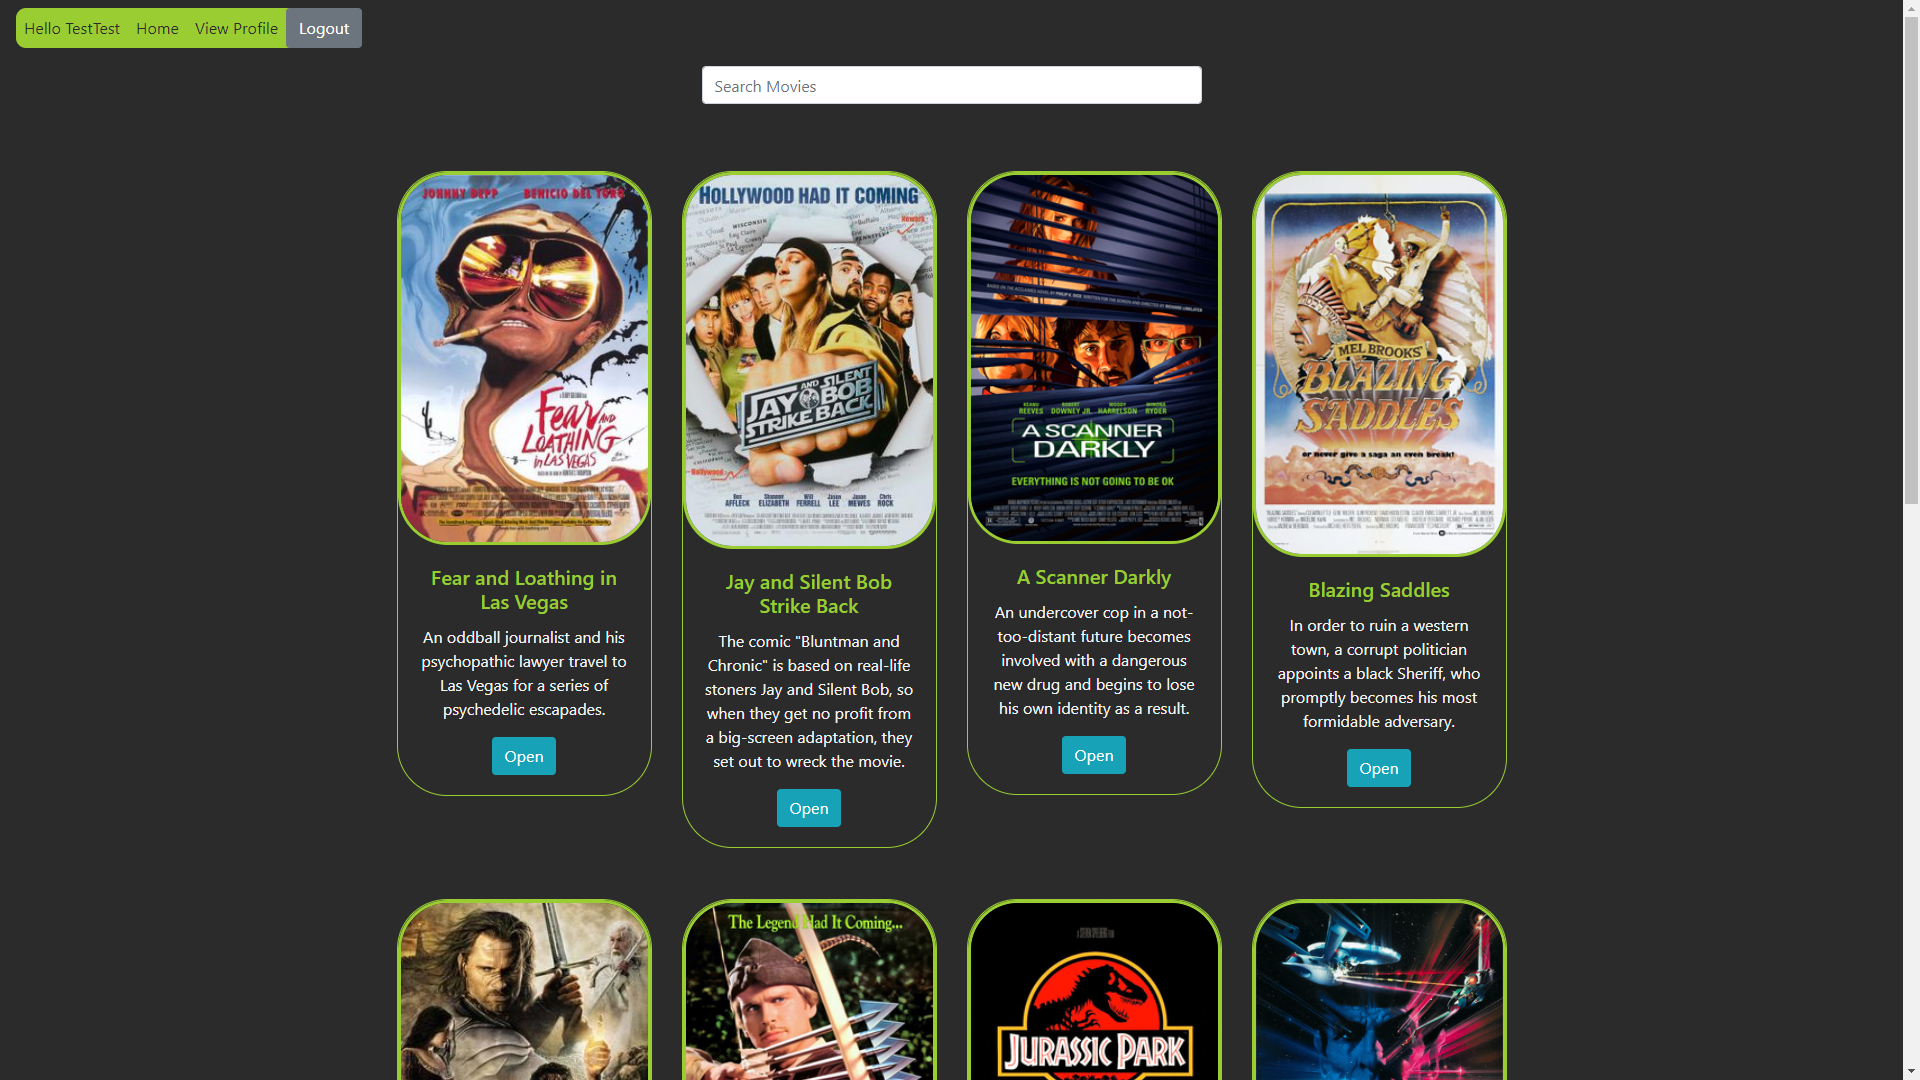 Hello TestTest Home View Profile Logout
Search Movies
JOHNNY DEPP BENICIO DEL TORO
Fear AND
LOATHING
IN LAS VEGAS
Fear and Loathing in
Las Vegas
An oddball journalist and his
psychopathic lawyer travel to
Las Vegas for a series of
psychedelic escapades.
Open
HOLLYWOOD HAD IT COMING
WISCONSIN
Newark
JAY AND SILENT
BOB
STRIKE BACK
CALIFORNIA
Hollywood
Ben AFFLECK Shannon ELIZABETH Will FERRELL Jason LEE Jason MEWES Chris ROCK
Jay and Silent Bob
Strike Back
The comic "Bluntman and
Chronic" is based on real-life
stoners Jay and Silent Bob, so
when they get no profit from
a big-screen adaptation, they
set out to wreck the movie.
Open
KEANU REEVES ROBERT DOWNEY JR. WOODY HARRELSON WINONA RYDER
A SCANNER
DARKLY
EVERYTHING IS NOT GOING TO BE OK
A Scanner Darkly
An undercover cop in a not-
too-distant future becomes
involved with a dangerous
new drug and begins to lose
his own identity as a result.
Open
MEL BROOKS'
BLAZING
SADDLES
or never give a saga an even break!
Blazing Saddles
In order to ruin a western
town, a corrupt politician
appoints a black Sheriff, who
promptly becomes his most
formidable adversary.
Open
The Legend Had It Coming...
JURASSIC PARK